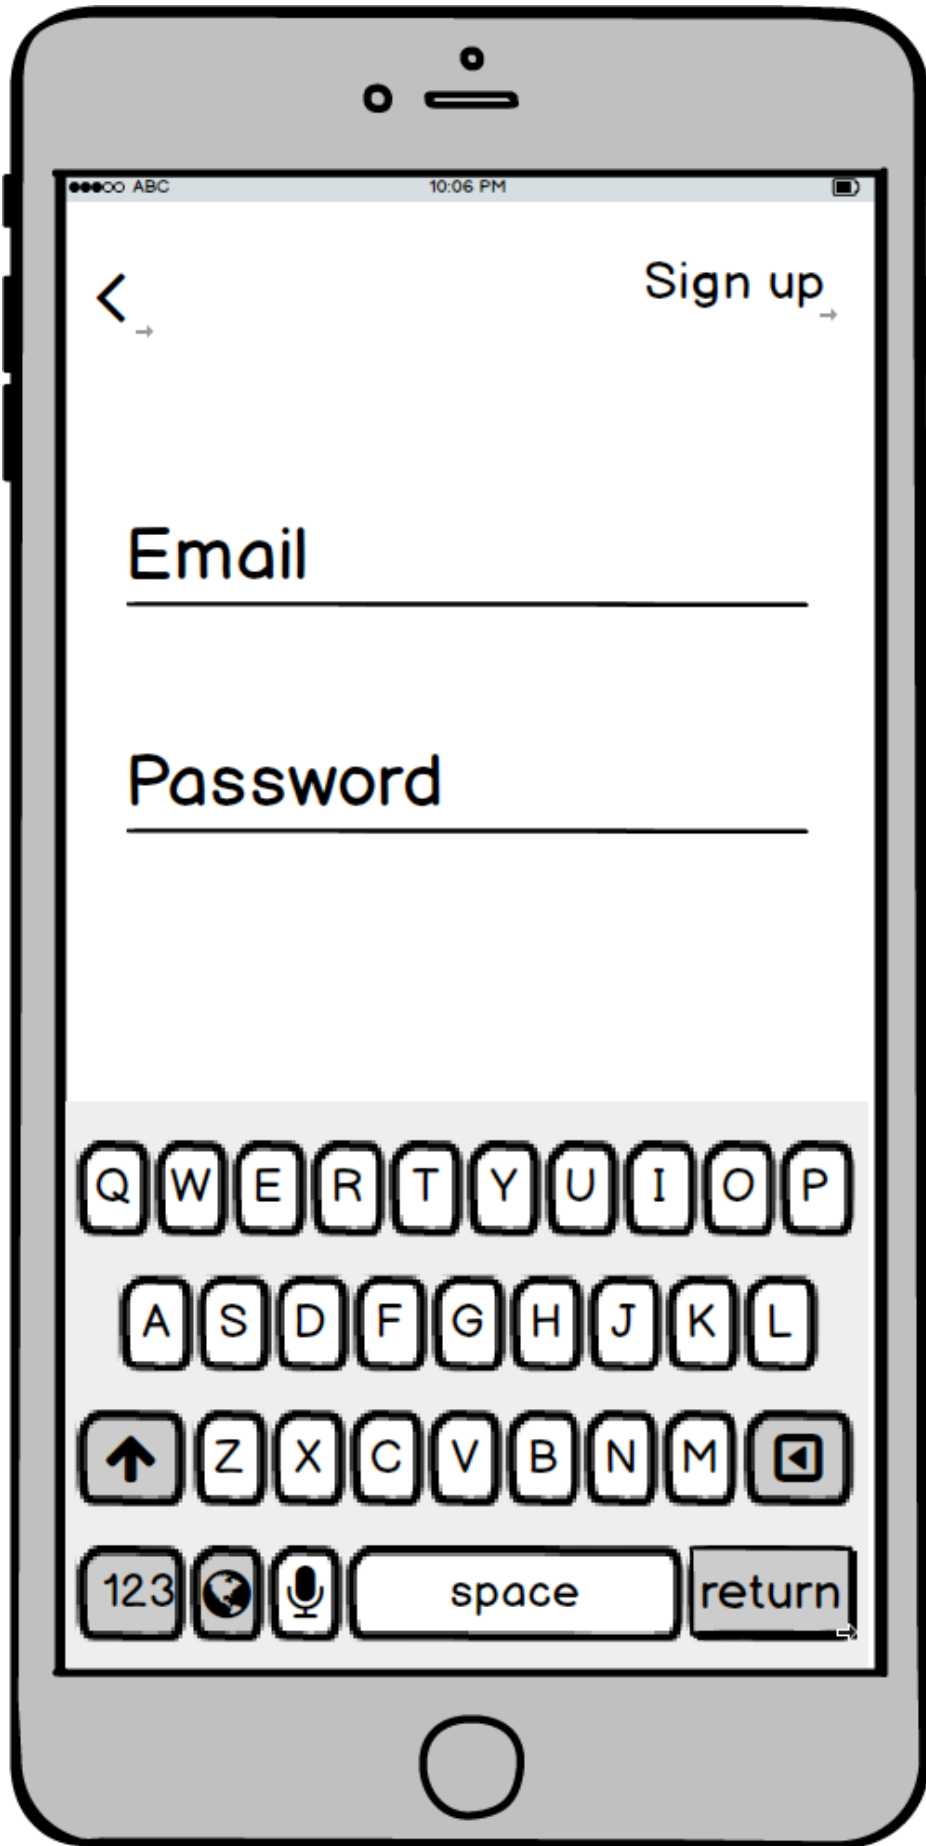 ABC 10:06 PM
Sign up
Email
Password
Q W E R T Y U I O P
A S D F G H J K L
Z X C V B N M
123 space return